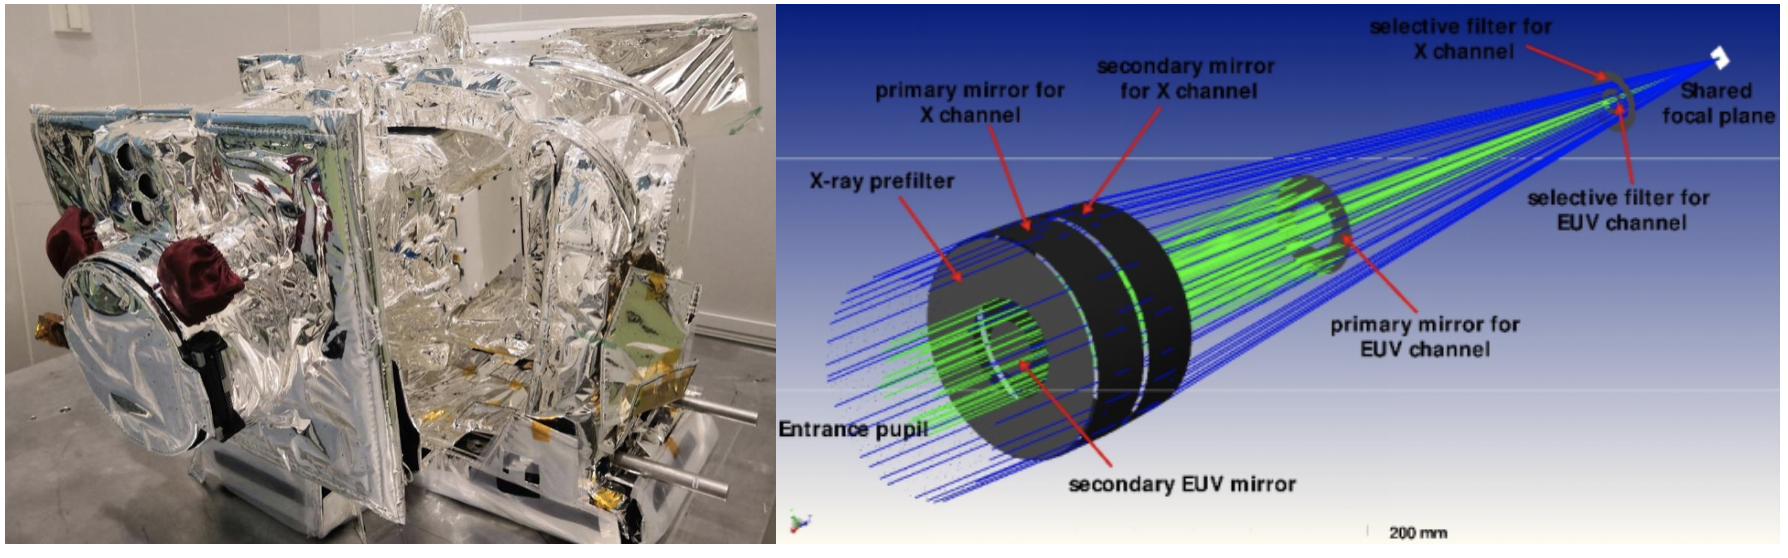 selective filter for
X channel
secondary mirror
for X channel
primary mirror for
X channel
Shared
focal plane
X-ray prefilter
selective filter for
EUV channel
primary mirror for
EUV channel
Entrance pupil
secondary EUV mirror
200 mm